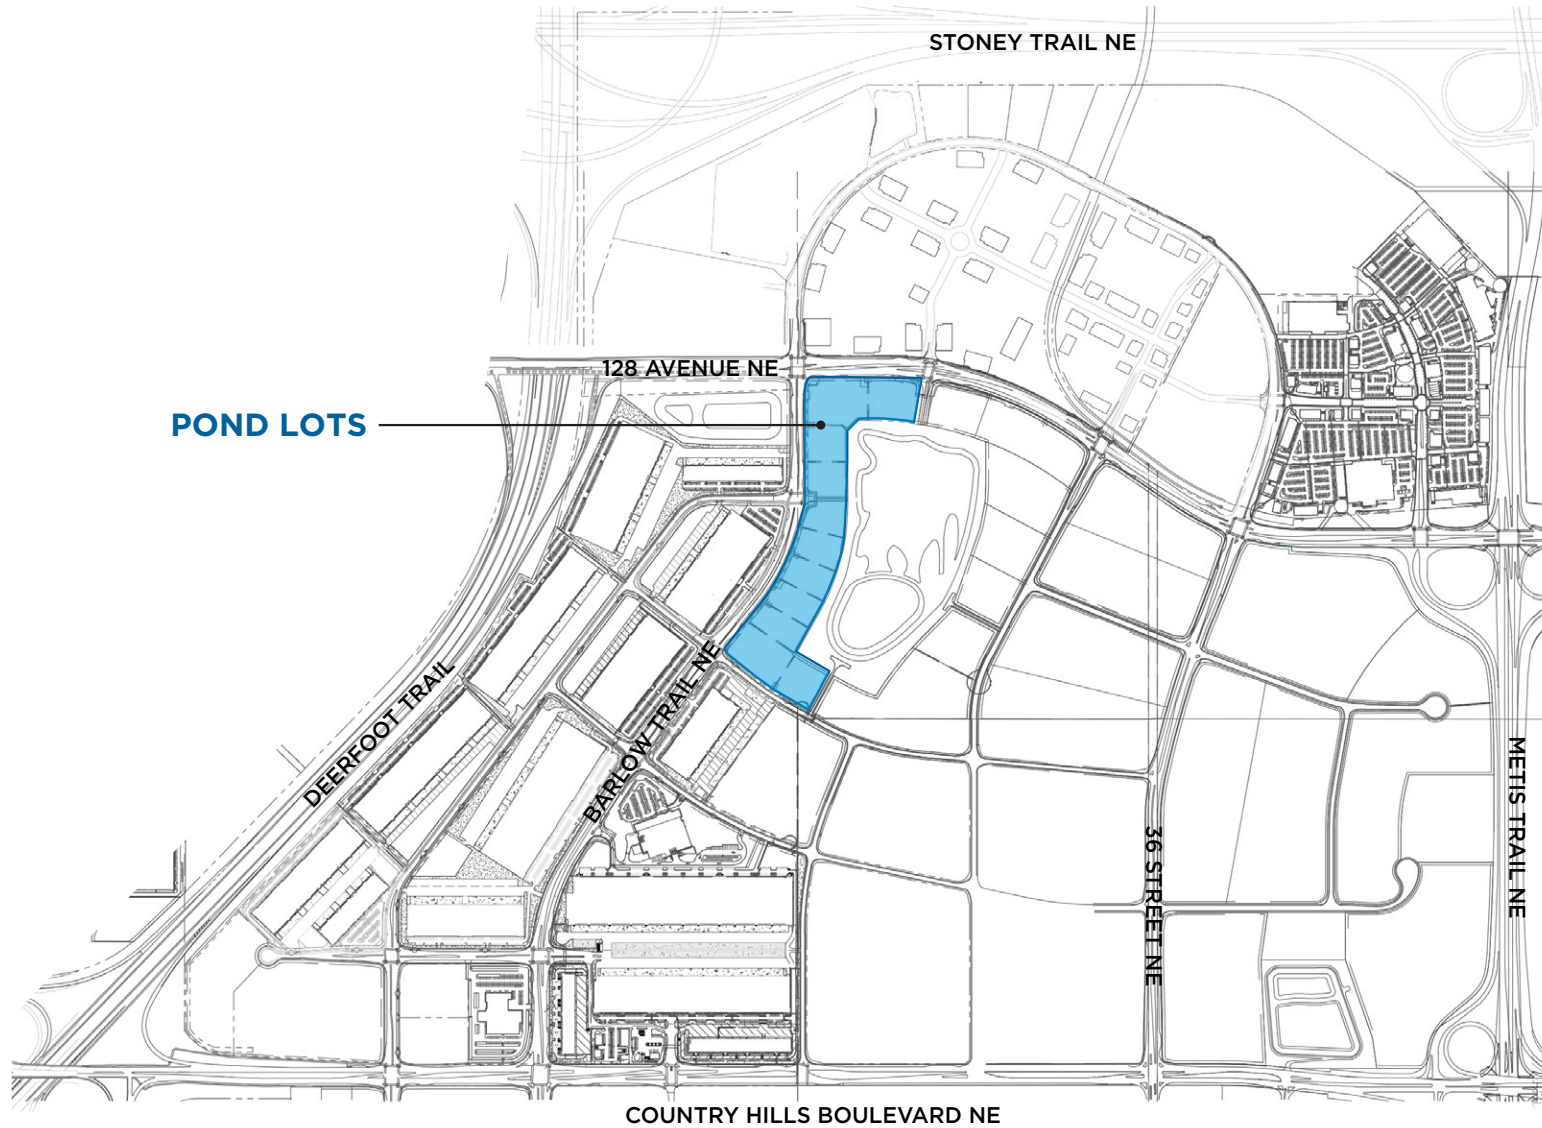 STONEY TRAIL NE
128 AVENUE NE
POND LOTS
DEERFOOT TRAIL
BARLOW TRAIL NE
36 STREET NE
METIS TRAIL NE
COUNTRY HILLS BOULEVARD NE